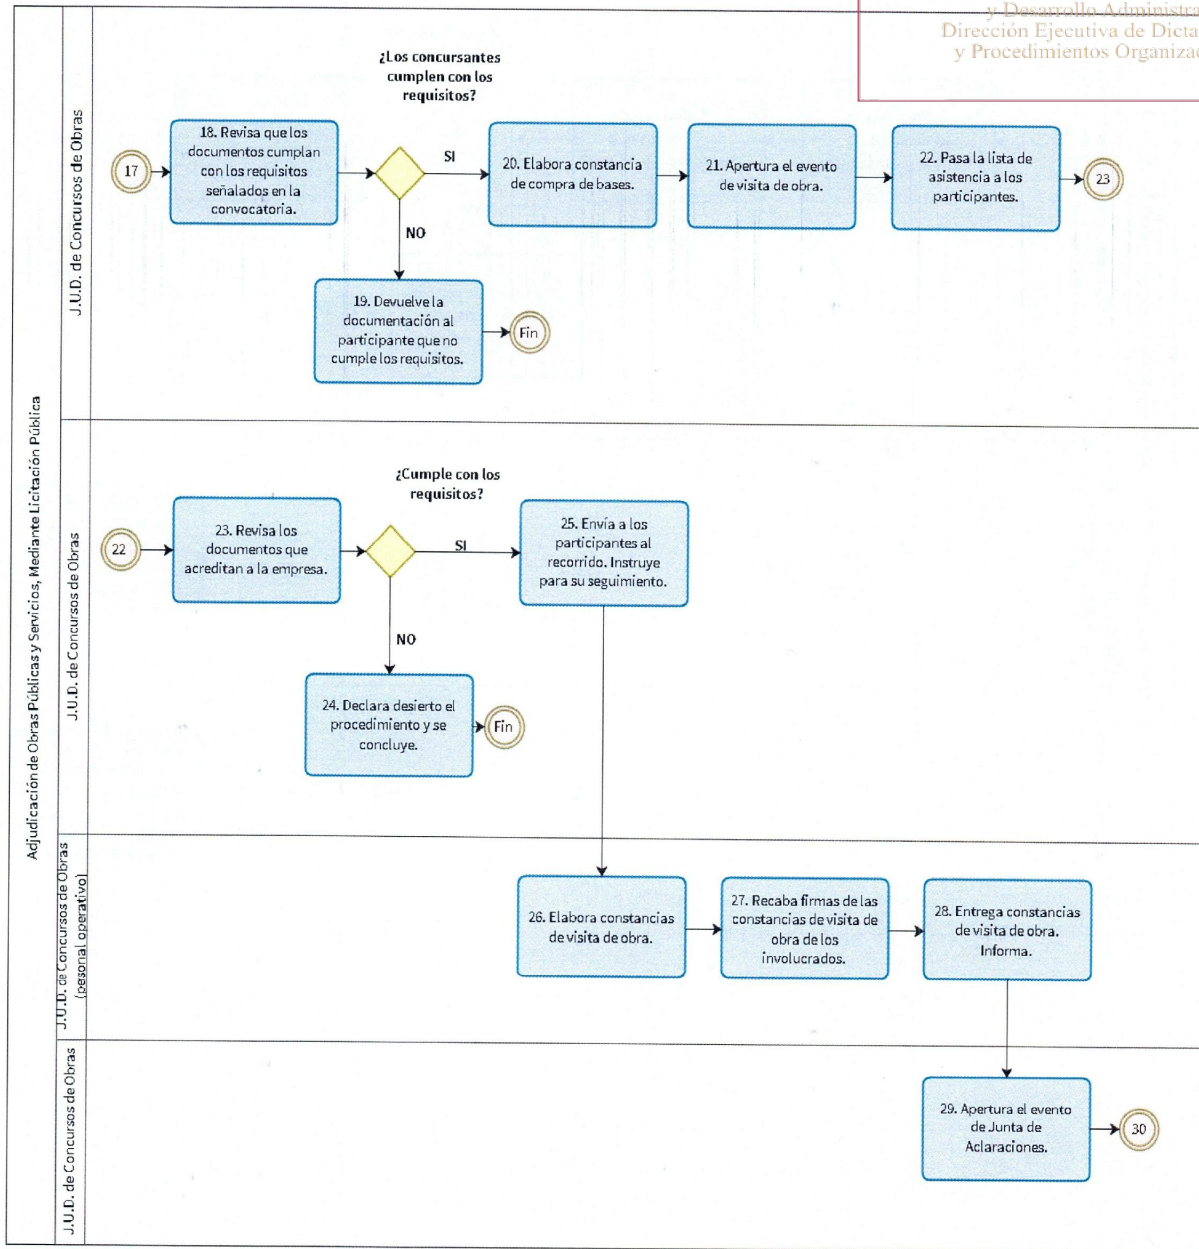 y Desarrollo Administra
Dirección Ejecutiva de Dicta
y Procedimientos Organiza
Adjudicación de Obras Públicas y Servicios, Mediante Licitación Pública
J.U.D. de Concursos de Obras
17
18. Revisa que los
documentos cumplan
con los requisitos
señalados en la
convocatoria.
¿Los concursantes
cumplen con los
requisitos?
SI
NO
19. Devuelve la
documentación al
participante que no
cumple los requisitos.
Fin
20. Elabora constancia
de compra de bases.
21. Apertura el evento
de visita de obra.
22. Pasa la lista de
asistencia a los
participantes.
23
J.U.D. de Concursos de Obras
22
23. Revisa los
documentos que
acreditan a la empresa.
¿Cumple con los
requisitos?
SI
NO
24. Declara desierto el
procedimiento y se
concluye.
Fin
25. Envía a los
participantes al
recorrido. Instruye
para su seguimiento.
J.U.D. de Concursos de Obras
(pesonal operativo)
26. Elabora constancias
de visita de obra.
27. Recaba firmas de las
constancias de visita de
obra de los
involucrados.
28. Entrega constancias
de visita de obra.
Informa.
J.U.D. de Concursos de Obras
29. Apertura el evento
de Junta de
Aclaraciones.
30